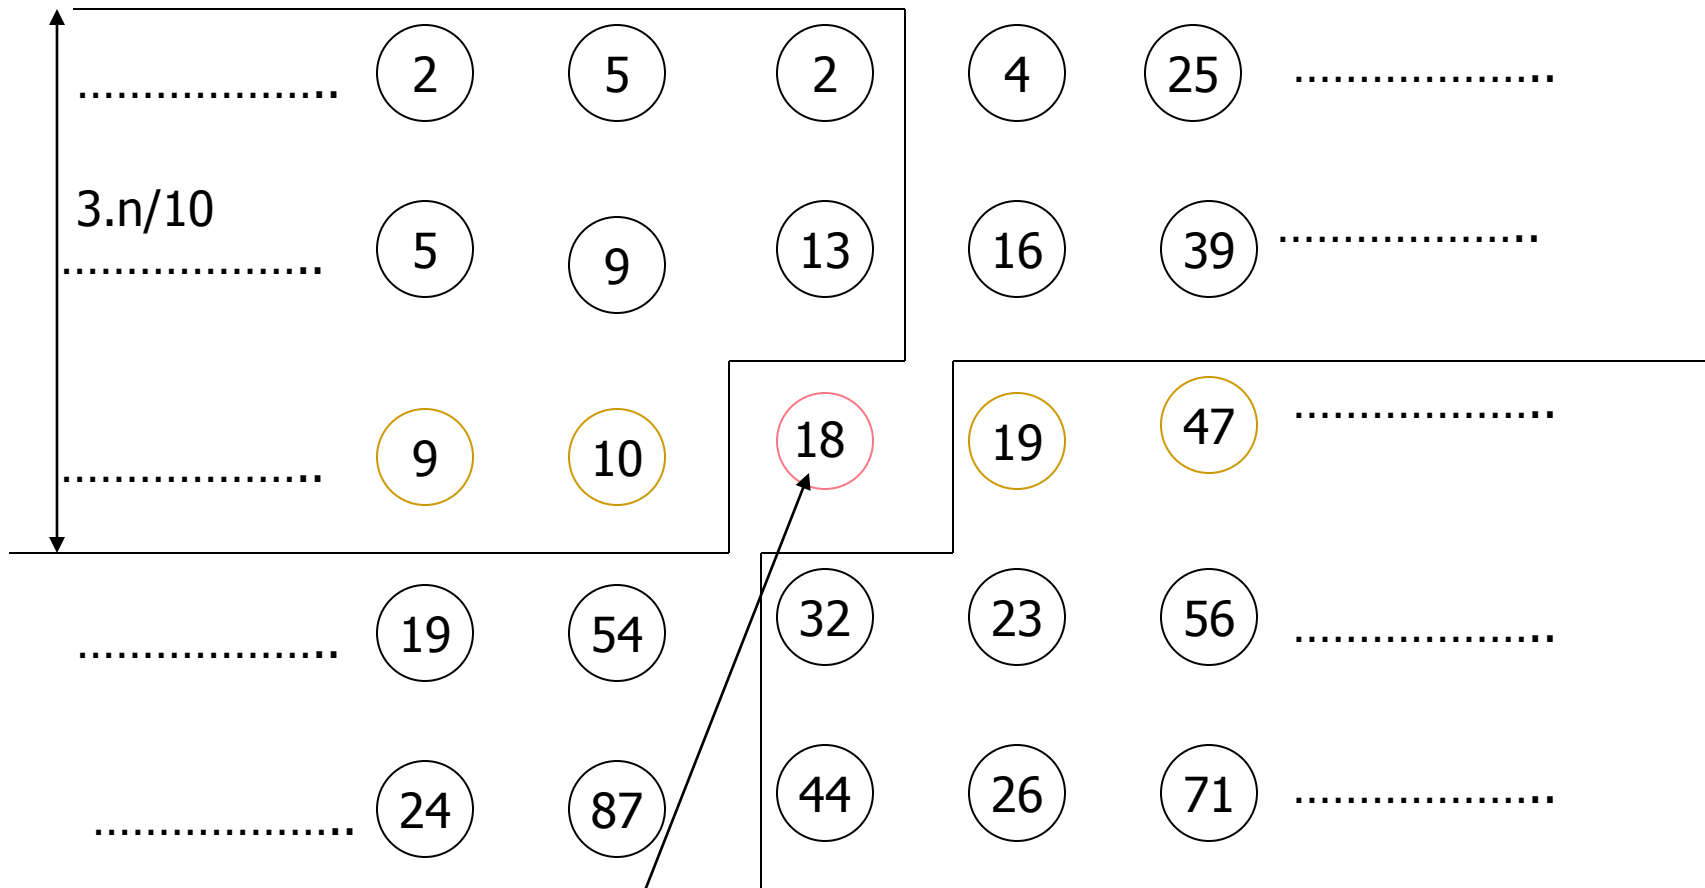 ……………….. 2 5 2 4 25 ………………..
3.n/10
……………….. 5 9 13 16 39 ………………..
……………….. 9 10 18 19 47 ………………..
……………….. 19 54 32 23 56 ………………..
……………….. 24 87 44 26 71 ………………..